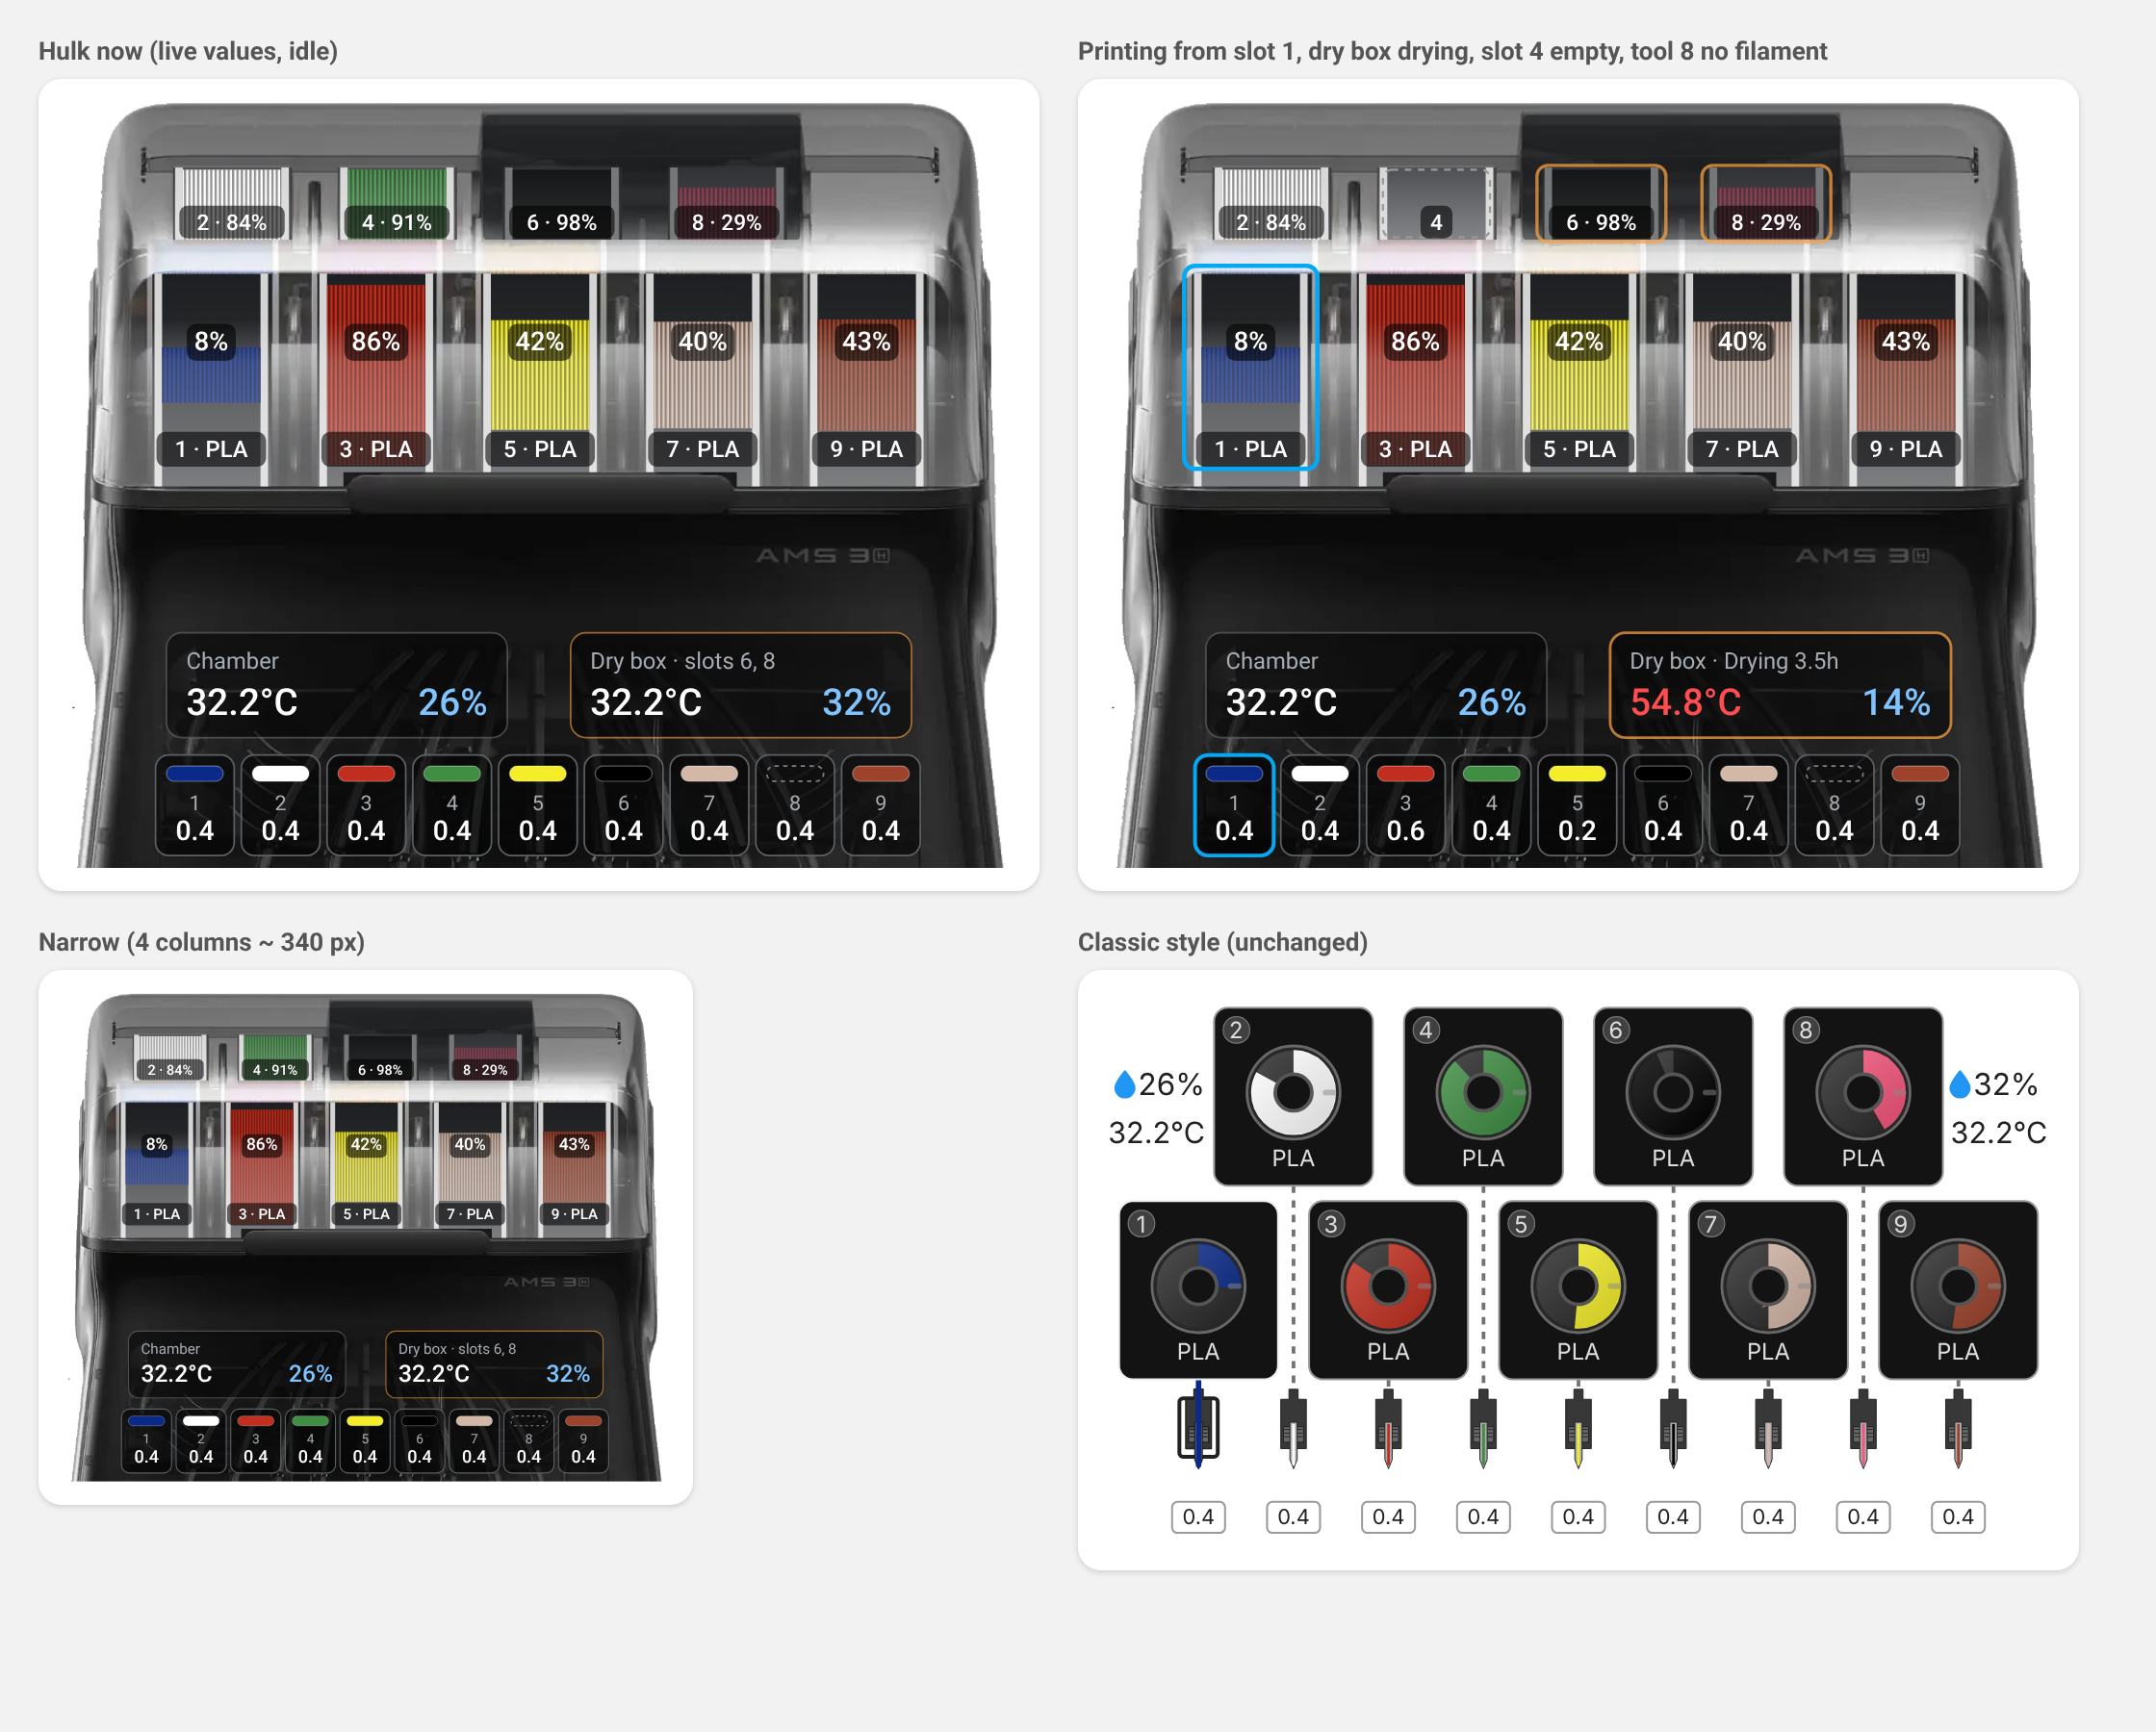 Hulk now (live values, idle)
2 · 84%
4 · 91%
6 · 98%
8 · 29%
8%
86%
42%
40%
43%
1 · PLA
3 · PLA
5 · PLA
7 · PLA
9 · PLA
AMS 3H
Chamber
32.2°C
26%
Dry box · slots 6, 8
32.2°C
32%
1 2 3 4 5 6 7 8 9
0.4 0.4 0.4 0.4 0.4 0.4 0.4 0.4 0.4
Printing from slot 1, dry box drying, slot 4 empty, tool 8 no filament
2 · 84%
4
6 · 98%
8 · 29%
8%
86%
42%
40%
43%
1 · PLA
3 · PLA
5 · PLA
7 · PLA
9 · PLA
AMS 3H
Chamber
32.2°C
26%
Dry box · Drying 3.5h
54.8°C
14%
1 2 3 4 5 6 7 8 9
0.4 0.4 0.6 0.4 0.2 0.4 0.4 0.4 0.4
Narrow (4 columns ~ 340 px)
2 · 84%
4 · 91%
6 · 98%
8 · 29%
8%
86%
42%
40%
43%
1 · PLA
3 · PLA
5 · PLA
7 · PLA
9 · PLA
AMS 3H
Chamber
32.2°C
26%
Dry box · slots 6, 8
32.2°C
32%
1 2 3 4 5 6 7 8 9
0.4 0.4 0.4 0.4 0.4 0.4 0.4 0.4 0.4
Classic style (unchanged)
26%
32.2°C
2
PLA
4
PLA
6
PLA
8
PLA
32%
32.2°C
1
PLA
3
PLA
5
PLA
7
PLA
9
PLA
0.4 0.4 0.4 0.4 0.4 0.4 0.4 0.4 0.4